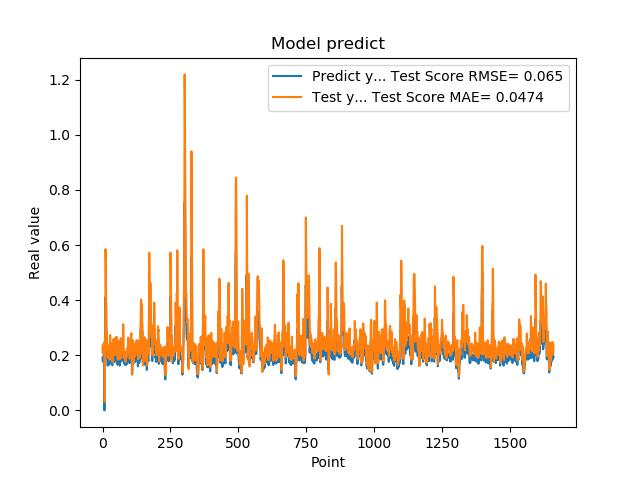 Model predict
Predict y... Test Score RMSE= 0.065
Test y... Test Score MAE= 0.0474
1.2
1.0
0.8
0.6
0.4
0.2
0.0
Real value
0 250 500 750 1000 1250 1500
Point